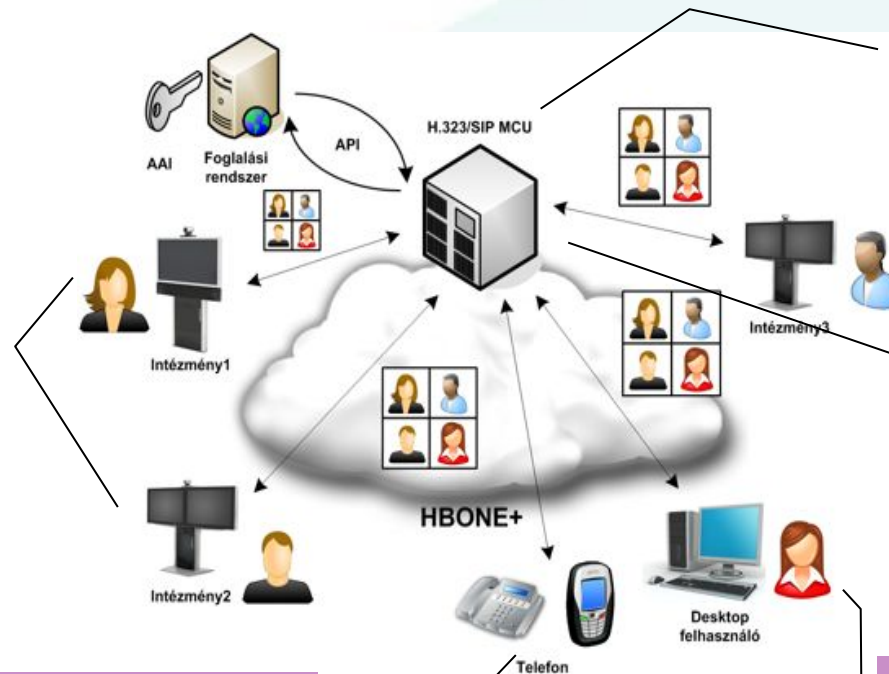 H.323/SIP MCU
API
AAI
Foglalási
rendszer
Intézmény1
Intézmény3
HBONE+
Intézmény2
Desktop
felhasználó
Telefon